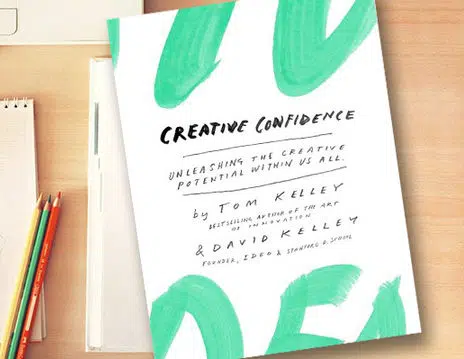 CREATIVE CONFIDENCE
UNLEASHING THE CREATIVE
POTENTIAL WITHIN US ALL.
by TOM KELLEY
BESTSELLING AUTHOR OF THE ART
OF INNOVATION
& DAVID KELLEY
FOUNDER, IDEO & STANFORD D.SCHOOL